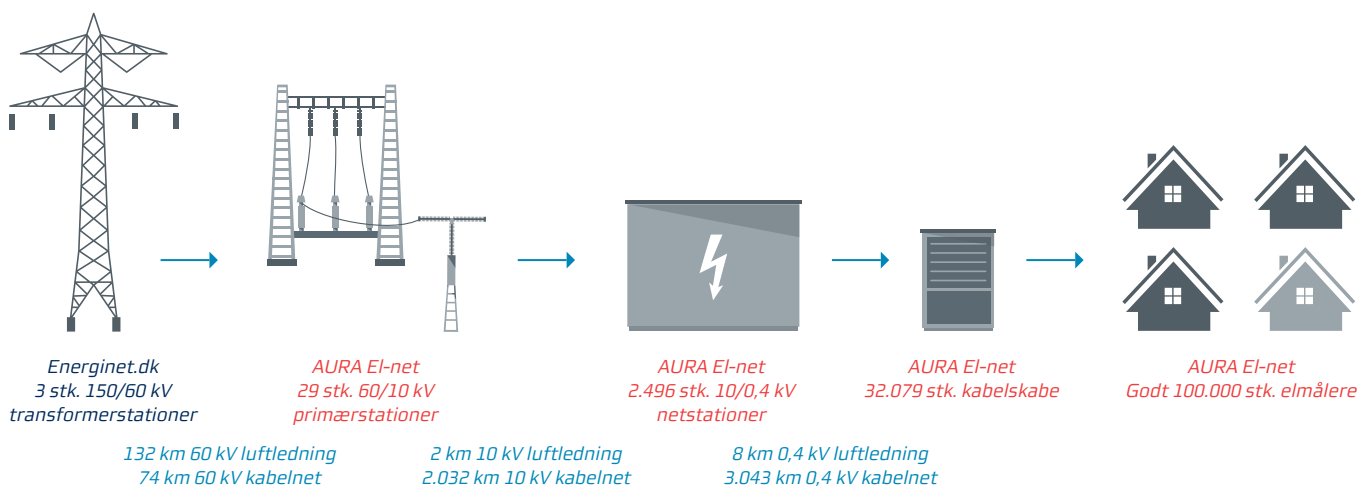 Energinet.dk
3 stk. 150/60 kV
transformerstationer
AURA El-net
29 stk. 60/10 kV
primærstationer
AURA El-net
2.496 stk. 10/0,4 kV
netstationer
AURA El-net
32.079 stk. kabelskabe
AURA El-net
Godt 100.000 stk. elmålere
132 km 60 kV luftledning
74 km 60 kV kabelnet
2 km 10 kV luftledning
2.032 km 10 kV kabelnet
8 km 0,4 kV luftledning
3.043 km 0,4 kV kabelnet